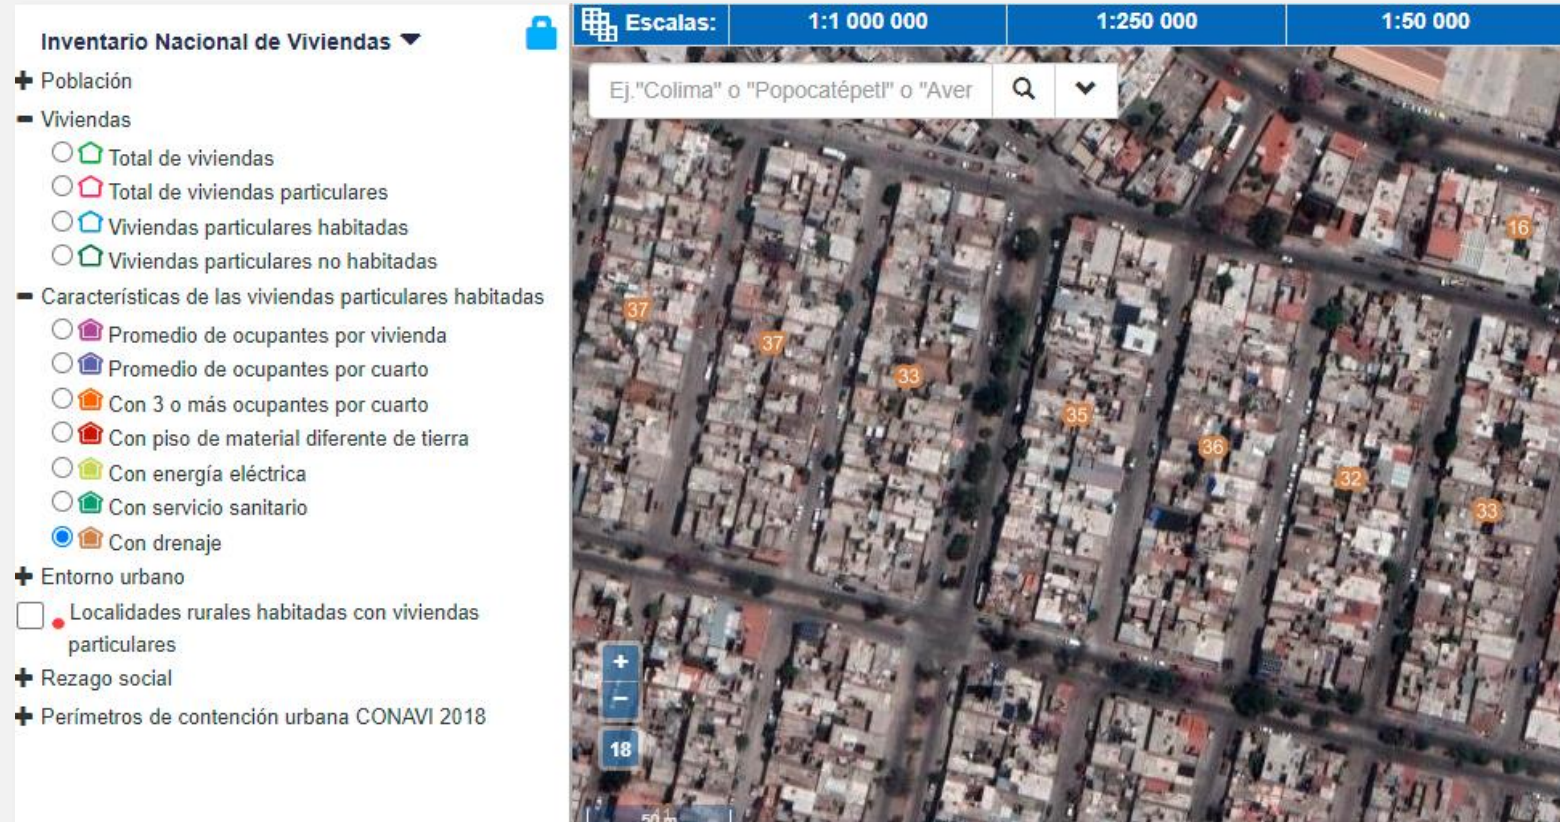 Inventario Nacional de Viviendas
Población
Viviendas
Total de viviendas
Total de viviendas particulares
Viviendas particulares habitadas
Viviendas particulares no habitadas
Características de las viviendas particulares habitadas
Promedio de ocupantes por vivienda
Promedio de ocupantes por cuarto
Con 3 o más ocupantes por cuarto
Con piso de material diferente de tierra
Con energía eléctrica
Con servicio sanitario
Con drenaje
Entorno urbano
Localidades rurales habitadas con viviendas
particulares
Rezago social
Perímetros de contención urbana CONAVI 2018
Escalas: 1:1 000 000 1:250 000 1:50 000
Ej."Colima" o "Popocatépetl" o "Aver
16
37
37
33
35
36
32
33
+
−
18
50 m